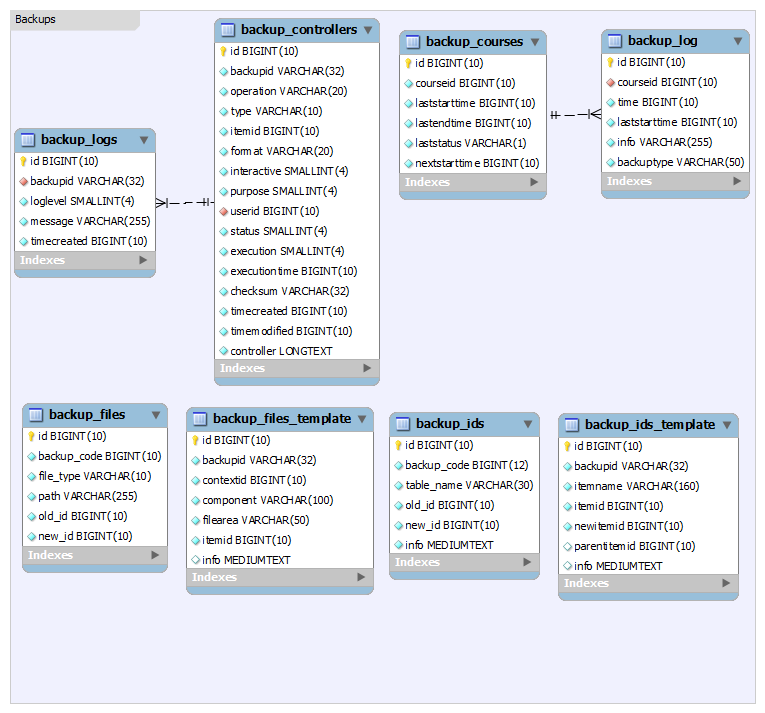 Backups
backup_logs
id BIGINT(10)
backupid VARCHAR(32)
loglevel SMALLINT(4)
message VARCHAR(255)
timecreated BIGINT(10)
Indexes
backup_controllers
id BIGINT(10)
backupid VARCHAR(32)
operation VARCHAR(20)
type VARCHAR(10)
itemid BIGINT(10)
format VARCHAR(20)
interactive SMALLINT(4)
purpose SMALLINT(4)
userid BIGINT(10)
status SMALLINT(4)
execution SMALLINT(4)
executiontime BIGINT(10)
checksum VARCHAR(32)
timecreated BIGINT(10)
timemodified BIGINT(10)
controller LONGTEXT
Indexes
backup_courses
id BIGINT(10)
courseid BIGINT(10)
laststarttime BIGINT(10)
lastendtime BIGINT(10)
laststatus VARCHAR(1)
nextstarttime BIGINT(10)
Indexes
backup_log
id BIGINT(10)
courseid BIGINT(10)
time BIGINT(10)
laststarttime BIGINT(10)
info VARCHAR(255)
backuptype VARCHAR(50)
Indexes
backup_files
id BIGINT(10)
backup_code BIGINT(10)
file_type VARCHAR(10)
path VARCHAR(255)
old_id BIGINT(10)
new_id BIGINT(10)
Indexes
backup_files_template
id BIGINT(10)
backupid VARCHAR(32)
contextid BIGINT(10)
component VARCHAR(100)
filearea VARCHAR(50)
itemid BIGINT(10)
info MEDIUMTEXT
Indexes
backup_ids
id BIGINT(10)
backup_code BIGINT(12)
table_name VARCHAR(30)
old_id BIGINT(10)
new_id BIGINT(10)
info MEDIUMTEXT
Indexes
backup_ids_template
id BIGINT(10)
backupid VARCHAR(32)
itemname VARCHAR(160)
itemid BIGINT(10)
newitemid BIGINT(10)
parentitemid BIGINT(10)
info MEDIUMTEXT
Indexes